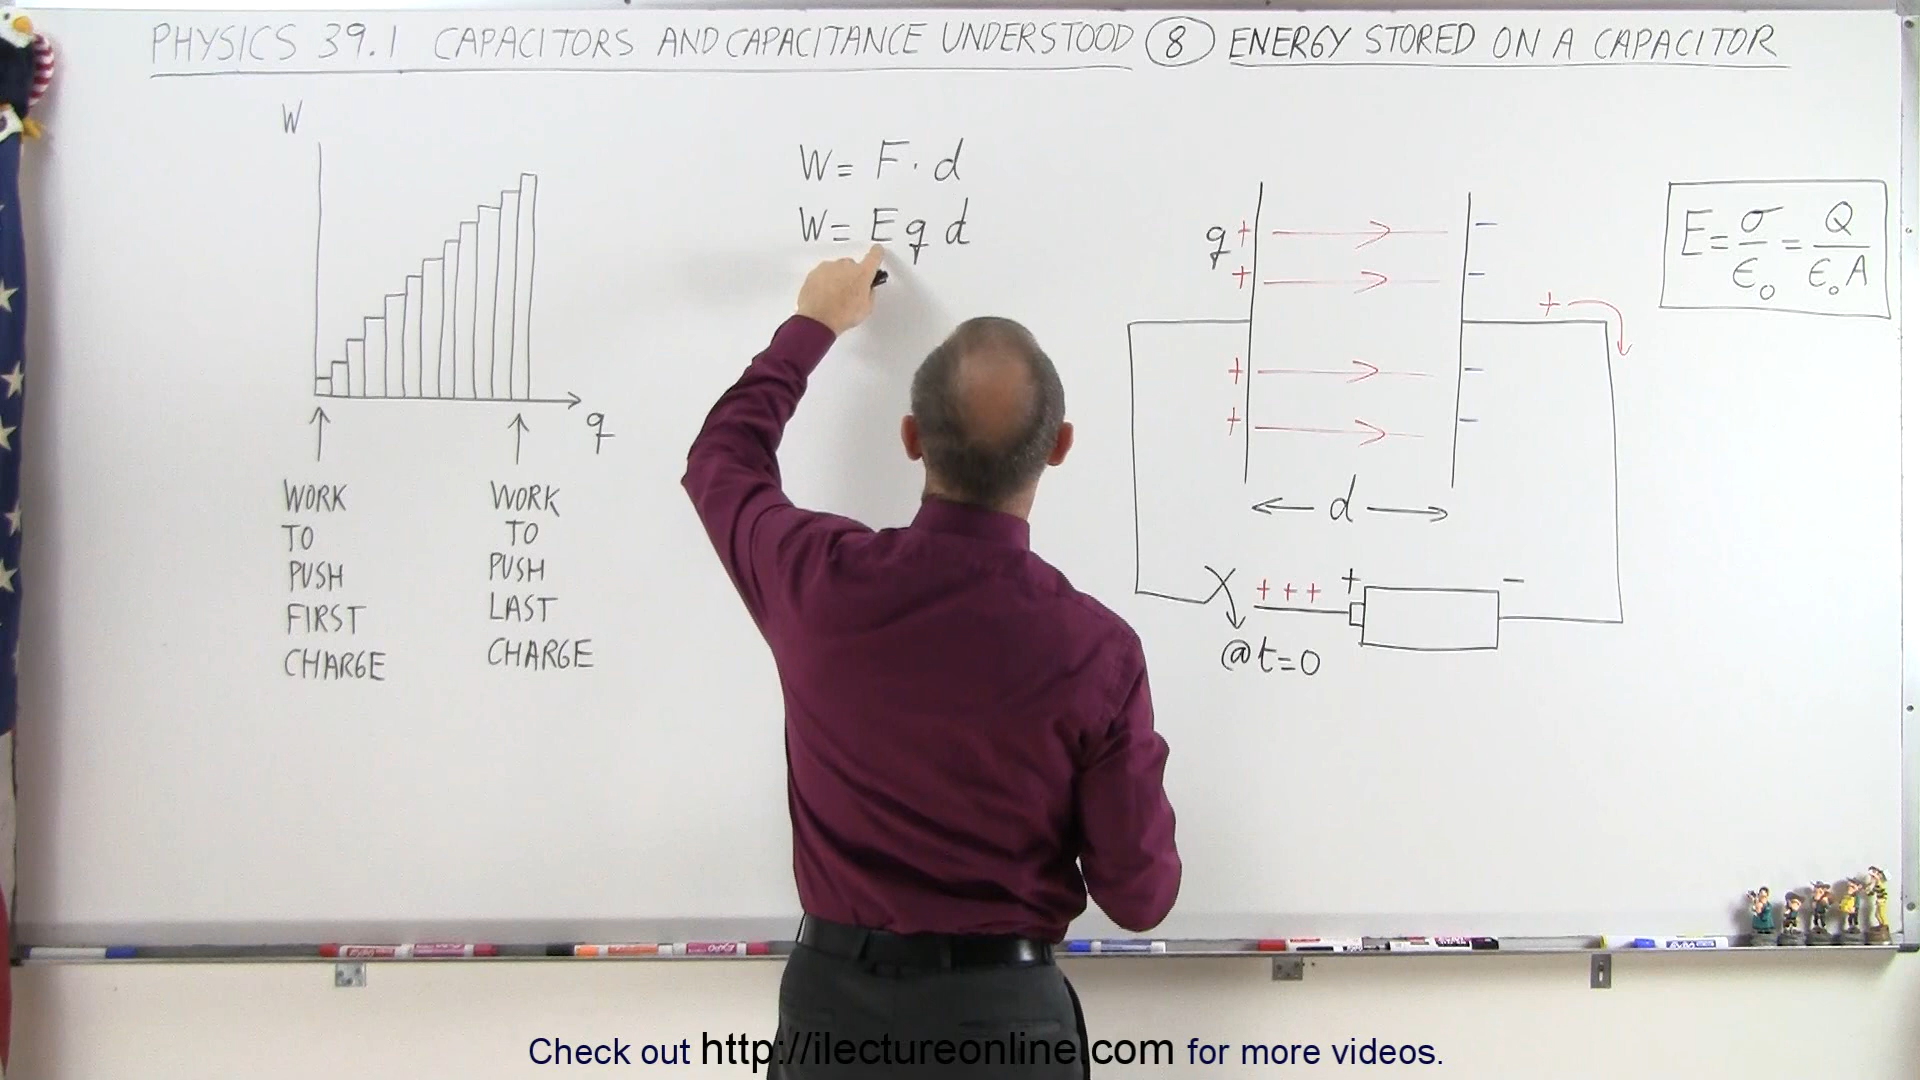 PHYSICS 39.1 CAPACITORS AND CAPACITANCE UNDERSTOOD 8 ENERGY STORED ON A CAPACITOR
W
q
WORK
TO
PUSH
FIRST
CHARGE
WORK
TO
PUSH
LAST
CHARGE
W = F · d
W = E q d
q + −
+ −
+
+ −
+ −
← d →
+ + + + −
@ t = 0
E = σ/ε₀ = Q/ε₀A
Check out http://ilectureonline.com for more videos.